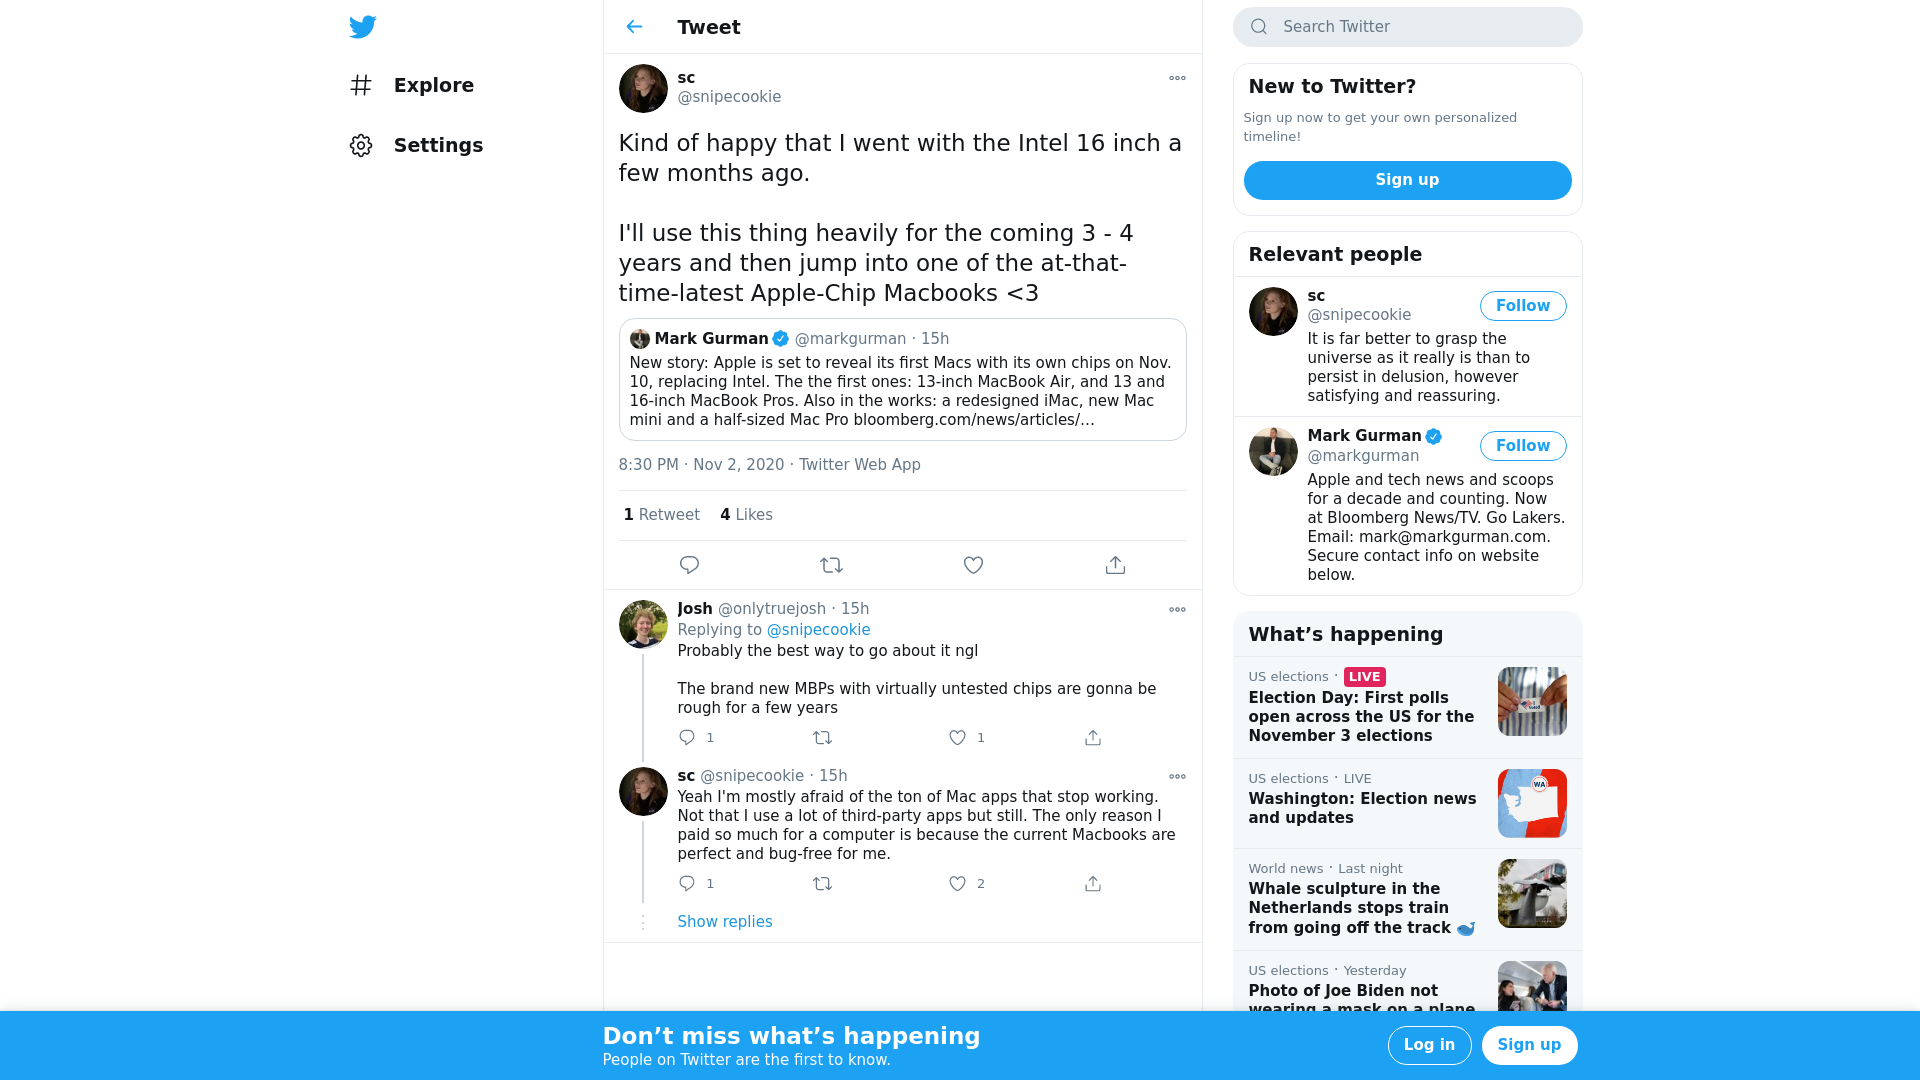 Explore
Settings
Tweet
sc
@snipecookie
Kind of happy that I went with the Intel 16 inch a
few months ago.
I'll use this thing heavily for the coming 3 - 4
years and then jump into one of the at-that-
time-latest Apple-Chip Macbooks <3
Mark Gurman @markgurman · 15h
New story: Apple is set to reveal its first Macs with its own chips on Nov.
10, replacing Intel. The the first ones: 13-inch MacBook Air, and 13 and
16-inch MacBook Pros. Also in the works: a redesigned iMac, new Mac
mini and a half-sized Mac Pro bloomberg.com/news/articles/…
8:30 PM · Nov 2, 2020 · Twitter Web App
1 Retweet 4 Likes
Josh @onlytruejosh · 15h
Replying to @snipecookie
Probably the best way to go about it ngl
The brand new MBPs with virtually untested chips are gonna be
rough for a few years
1 1
sc @snipecookie · 15h
Yeah I'm mostly afraid of the ton of Mac apps that stop working.
Not that I use a lot of third-party apps but still. The only reason I
paid so much for a computer is because the current Macbooks are
perfect and bug-free for me.
1 2
Show replies
Search Twitter
New to Twitter?
Sign up now to get your own personalized
timeline!
Sign up
Relevant people
sc
@snipecookie
Follow
It is far better to grasp the
universe as it really is than to
persist in delusion, however
satisfying and reassuring.
Mark Gurman
@markgurman
Follow
Apple and tech news and scoops
for a decade and counting. Now
at Bloomberg News/TV. Go Lakers.
Email: mark@markgurman.com.
Secure contact info on website
below.
What's happening
US elections · LIVE
Election Day: First polls
open across the US for the
November 3 elections
US elections · LIVE
Washington: Election news
and updates
WA
World news · Last night
Whale sculpture in the
Netherlands stops train
from going off the track 🐋
US elections · Yesterday
Photo of Joe Biden not
wearing a mask on a plane
Don't miss what's happening
People on Twitter are the first to know.
Log in
Sign up